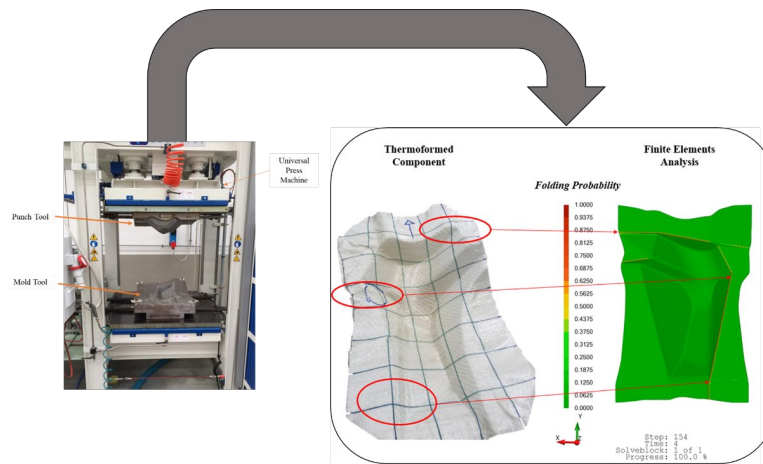 Universal
Press
Machine
Punch Tool
Mold Tool
Thermoformed
Component
Finite Elements
Analysis
Folding Probability
1.0000
0.9375
0.8750
0.8125
0.7500
0.6875
0.6250
0.5625
0.5000
0.4375
0.3750
0.3125
0.2500
0.1875
0.1250
0.0625
0.0000
Y
X
Z
Step: 154
Time: 4
Solveblock: 1 of 1
Progress: 100.0 %